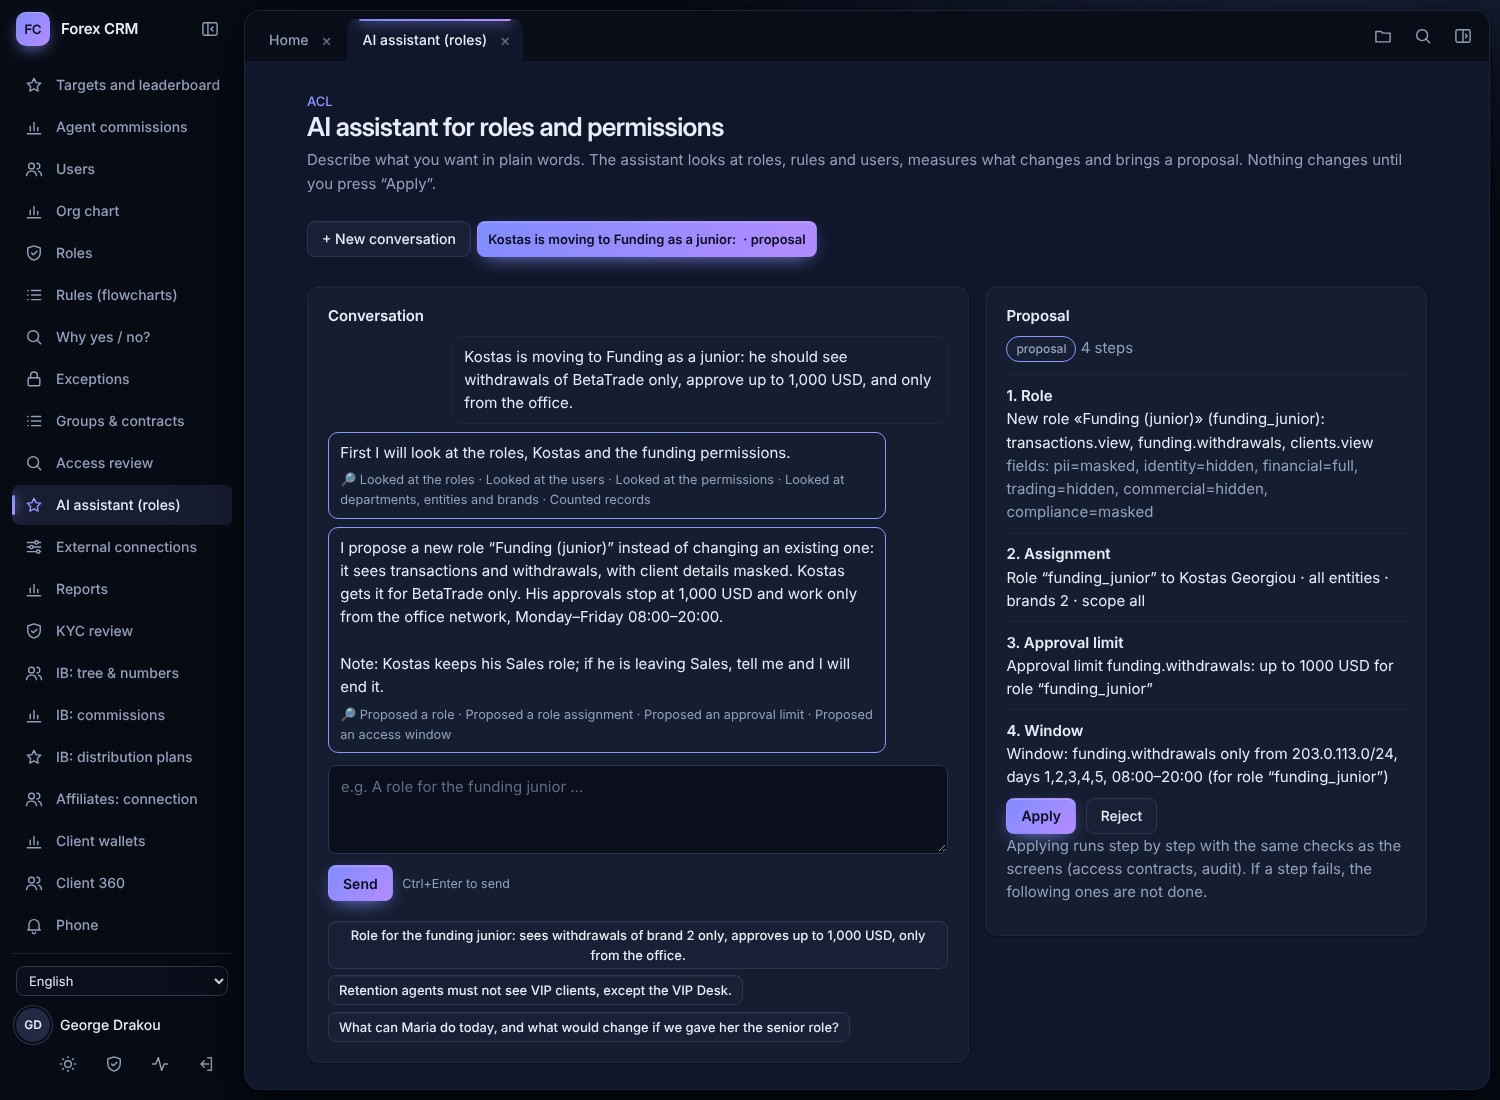 FC
Forex CRM
Targets and leaderboard
Agent commissions
Users
Org chart
Roles
Rules (flowcharts)
Why yes / no?
Exceptions
Groups & contracts
Access review
AI assistant (roles)
External connections
Reports
KYC review
IB: tree & numbers
IB: commissions
IB: distribution plans
Affiliates: connection
Client wallets
Client 360
Phone
English
GD
George Drakou
Home ×
AI assistant (roles) ×
ACL
AI assistant for roles and permissions
Describe what you want in plain words. The assistant looks at roles, rules and users, measures what changes and brings a proposal. Nothing changes until
you press “Apply”.
+ New conversation
Kostas is moving to Funding as a junior: · proposal
Conversation
Kostas is moving to Funding as a junior: he should see
withdrawals of BetaTrade only, approve up to 1,000 USD, and only
from the office.
First I will look at the roles, Kostas and the funding permissions.
🔎 Looked at the roles · Looked at the users · Looked at the permissions · Looked at
departments, entities and brands · Counted records
I propose a new role “Funding (junior)” instead of changing an existing one:
it sees transactions and withdrawals, with client details masked. Kostas
gets it for BetaTrade only. His approvals stop at 1,000 USD and work only
from the office network, Monday–Friday 08:00–20:00.
Note: Kostas keeps his Sales role; if he is leaving Sales, tell me and I will
end it.
🔎 Proposed a role · Proposed a role assignment · Proposed an approval limit · Proposed
an access window
e.g. A role for the funding junior ...
Send
Ctrl+Enter to send
Role for the funding junior: sees withdrawals of brand 2 only, approves up to 1,000 USD, only
from the office.
Retention agents must not see VIP clients, except the VIP Desk.
What can Maria do today, and what would change if we gave her the senior role?
Proposal
proposal 4 steps
1. Role
New role «Funding (junior)» (funding_junior):
transactions.view, funding.withdrawals, clients.view
fields: pii=masked, identity=hidden, financial=full,
trading=hidden, commercial=hidden,
compliance=masked
2. Assignment
Role “funding_junior” to Kostas Georgiou · all entities ·
brands 2 · scope all
3. Approval limit
Approval limit funding.withdrawals: up to 1000 USD for
role “funding_junior”
4. Window
Window: funding.withdrawals only from 203.0.113.0/24,
days 1,2,3,4,5, 08:00–20:00 (for role “funding_junior”)
Apply
Reject
Applying runs step by step with the same checks as the
screens (access contracts, audit). If a step fails, the
following ones are not done.